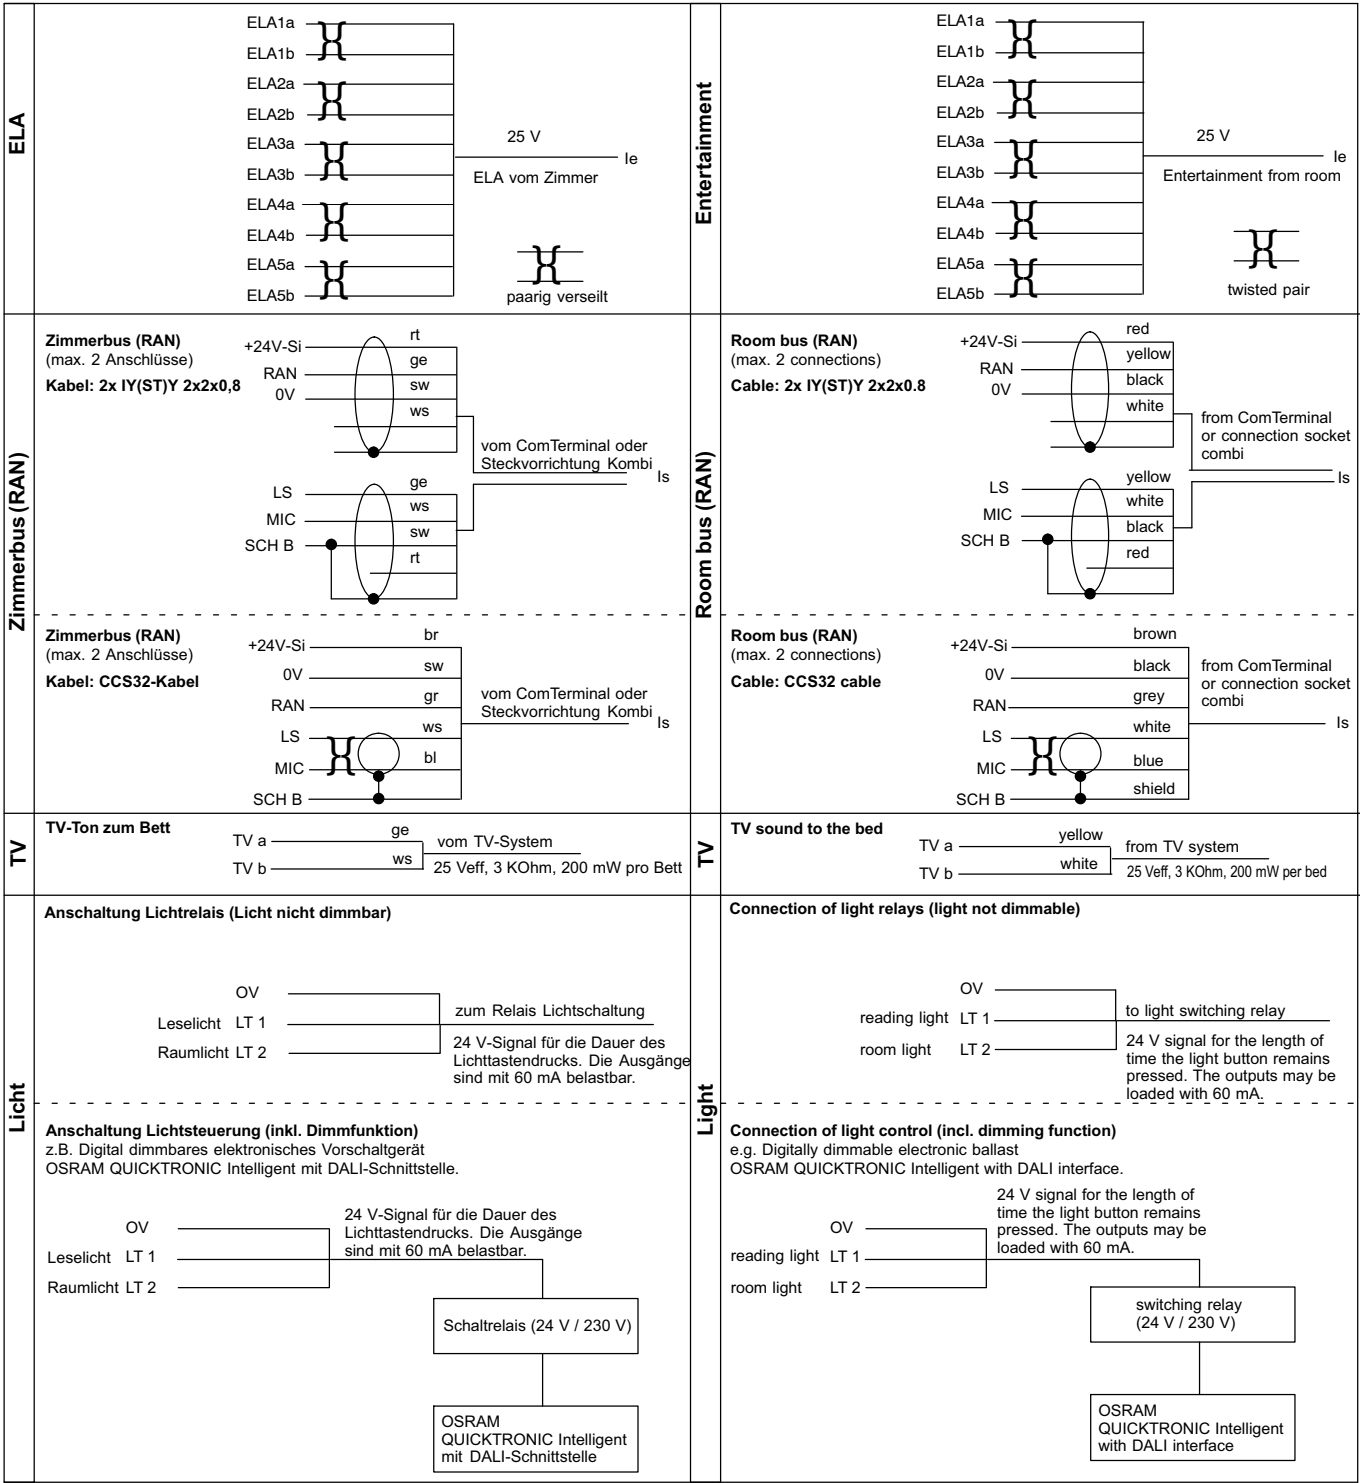 ELA
ELA1a
ELA1b
ELA2a
ELA2b
ELA3a
ELA3b
ELA4a
ELA4b
ELA5a
ELA5b
25 V
Ie
ELA vom Zimmer
paarig verseilt
Entertainment
ELA1a
ELA1b
ELA2a
ELA2b
ELA3a
ELA3b
ELA4a
ELA4b
ELA5a
ELA5b
25 V
Ie
Entertainment from room
twisted pair
Zimmerbus (RAN)
Zimmerbus (RAN)
(max. 2 Anschlüsse)
Kabel: 2x IY(ST)Y 2x2x0,8
+24V-Si
RAN
0V
rt
ge
sw
ws
vom ComTerminal oder
Steckvorrichtung Kombi
Is
LS
MIC
SCH B
ge
ws
sw
rt
Zimmerbus (RAN)
(max. 2 Anschlüsse)
Kabel: CCS32-Kabel
+24V-Si
0V
RAN
LS
MIC
SCH B
br
sw
gr
ws
bl
vom ComTerminal oder
Steckvorrichtung Kombi
Is
Room bus (RAN)
Room bus (RAN)
(max. 2 connections)
Cable: 2x IY(ST)Y 2x2x0.8
+24V-Si
RAN
0V
red
yellow
black
white
from ComTerminal
or connection socket
combi
Is
LS
MIC
SCH B
yellow
white
black
red
Room bus (RAN)
(max. 2 connections)
Cable: CCS32 cable
+24V-Si
0V
RAN
LS
MIC
SCH B
brown
black
grey
white
blue
shield
from ComTerminal
or connection socket
combi
Is
TV
TV-Ton zum Bett
TV a
TV b
ge
ws
vom TV-System
25 Veff, 3 KOhm, 200 mW pro Bett
TV
TV sound to the bed
TV a
TV b
yellow
white
from TV system
25 Veff, 3 KOhm, 200 mW per bed
Licht
Anschaltung Lichtrelais (Licht nicht dimmbar)
OV
Leselicht LT 1
Raumlicht LT 2
zum Relais Lichtschaltung
24 V-Signal für die Dauer des
Lichttastendrucks. Die Ausgänge
sind mit 60 mA belastbar.
Anschaltung Lichtsteuerung (inkl. Dimmfunktion)
z.B. Digital dimmbares elektronisches Vorschaltgerät
OSRAM QUICKTRONIC Intelligent mit DALI-Schnittstelle.
24 V-Signal für die Dauer des
Lichttastendrucks. Die Ausgänge
sind mit 60 mA belastbar.
OV
Leselicht LT 1
Raumlicht LT 2
Schaltrelais (24 V / 230 V)
OSRAM
QUICKTRONIC Intelligent
mit DALI-Schnittstelle
Light
Connection of light relays (light not dimmable)
OV
reading light LT 1
room light LT 2
to light switching relay
24 V signal for the length of
time the light button remains
pressed. The outputs may be
loaded with 60 mA.
Connection of light control (incl. dimming function)
e.g. Digitally dimmable electronic ballast
OSRAM QUICKTRONIC Intelligent with DALI interface.
24 V signal for the length of
time the light button remains
pressed. The outputs may be
loaded with 60 mA.
OV
reading light LT 1
room light LT 2
switching relay
(24 V / 230 V)
OSRAM
QUICKTRONIC Intelligent
with DALI interface